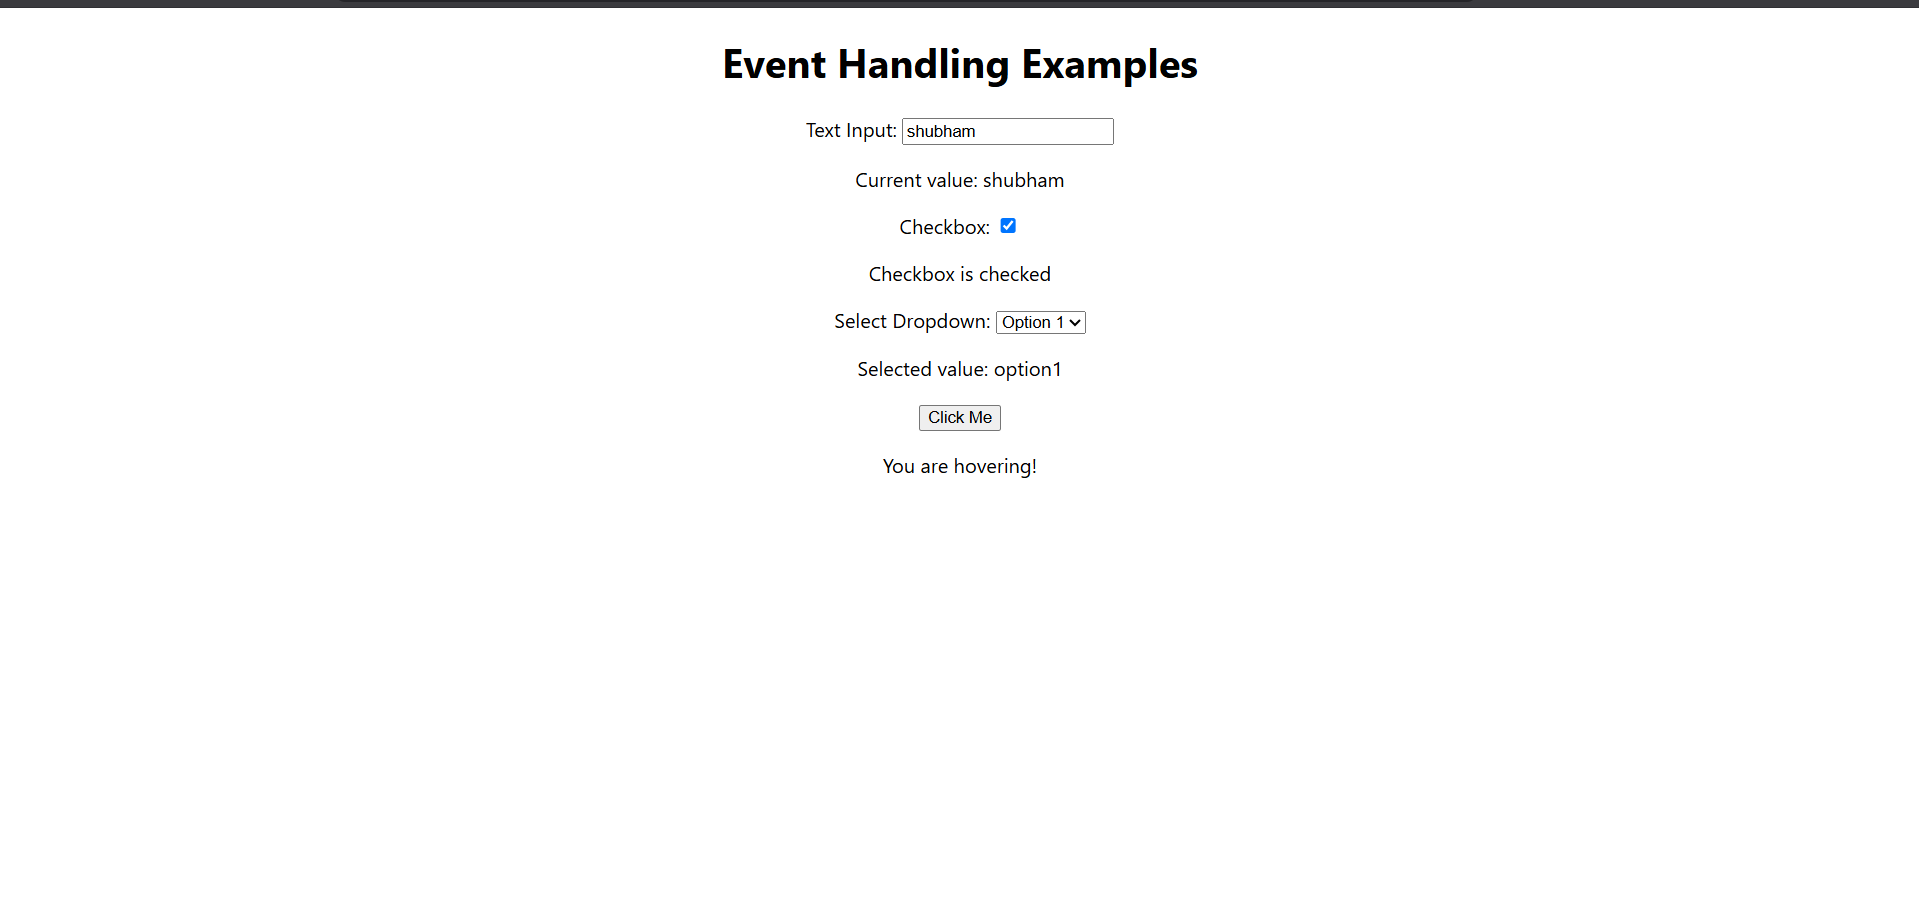 Event Handling Examples
Text Input: shubham
Current value: shubham
Checkbox:
Checkbox is checked
Select Dropdown: Option 1
Selected value: option1
Click Me
You are hovering!